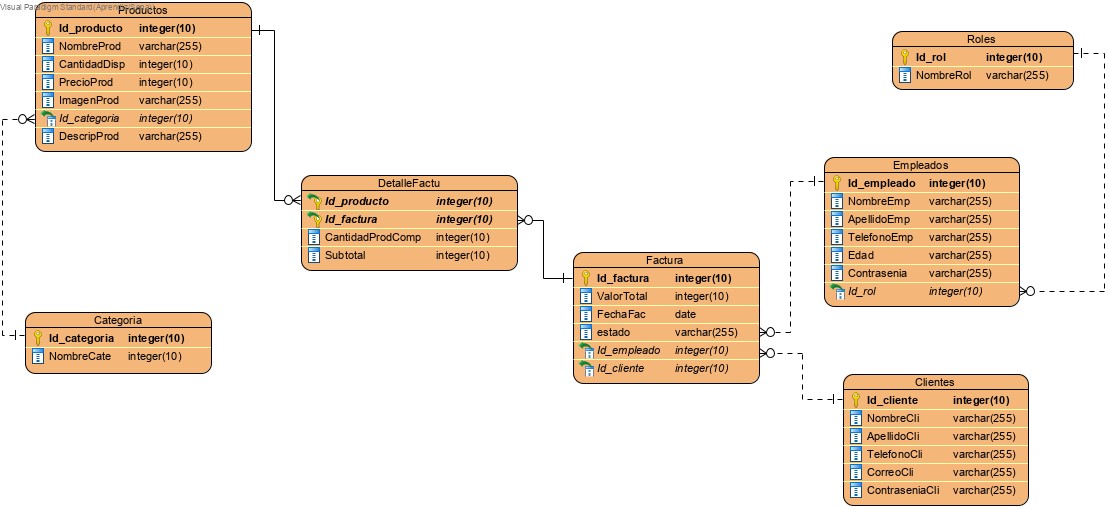 Visual Paradigm Standard(Aprendiz(Sena))
Productos
Id_producto integer(10)
NombreProd varchar(255)
CantidadDisp integer(10)
PrecioProd integer(10)
ImagenProd varchar(255)
Id_categoria integer(10)
DescripProd varchar(255)
Roles
Id_rol integer(10)
NombreRol varchar(255)
DetalleFactu
Id_producto integer(10)
Id_factura integer(10)
CantidadProdComp integer(10)
Subtotal integer(10)
Empleados
Id_empleado integer(10)
NombreEmp varchar(255)
ApellidoEmp varchar(255)
TelefonoEmp varchar(255)
Edad varchar(255)
Contrasenia varchar(255)
Id_rol integer(10)
Factura
Id_factura integer(10)
ValorTotal integer(10)
FechaFac date
estado varchar(255)
Id_empleado integer(10)
Id_cliente integer(10)
Categoria
Id_categoria integer(10)
NombreCate integer(10)
Clientes
Id_cliente integer(10)
NombreCli varchar(255)
ApellidoCli varchar(255)
TelefonoCli varchar(255)
CorreoCli varchar(255)
ContraseniaCli varchar(255)